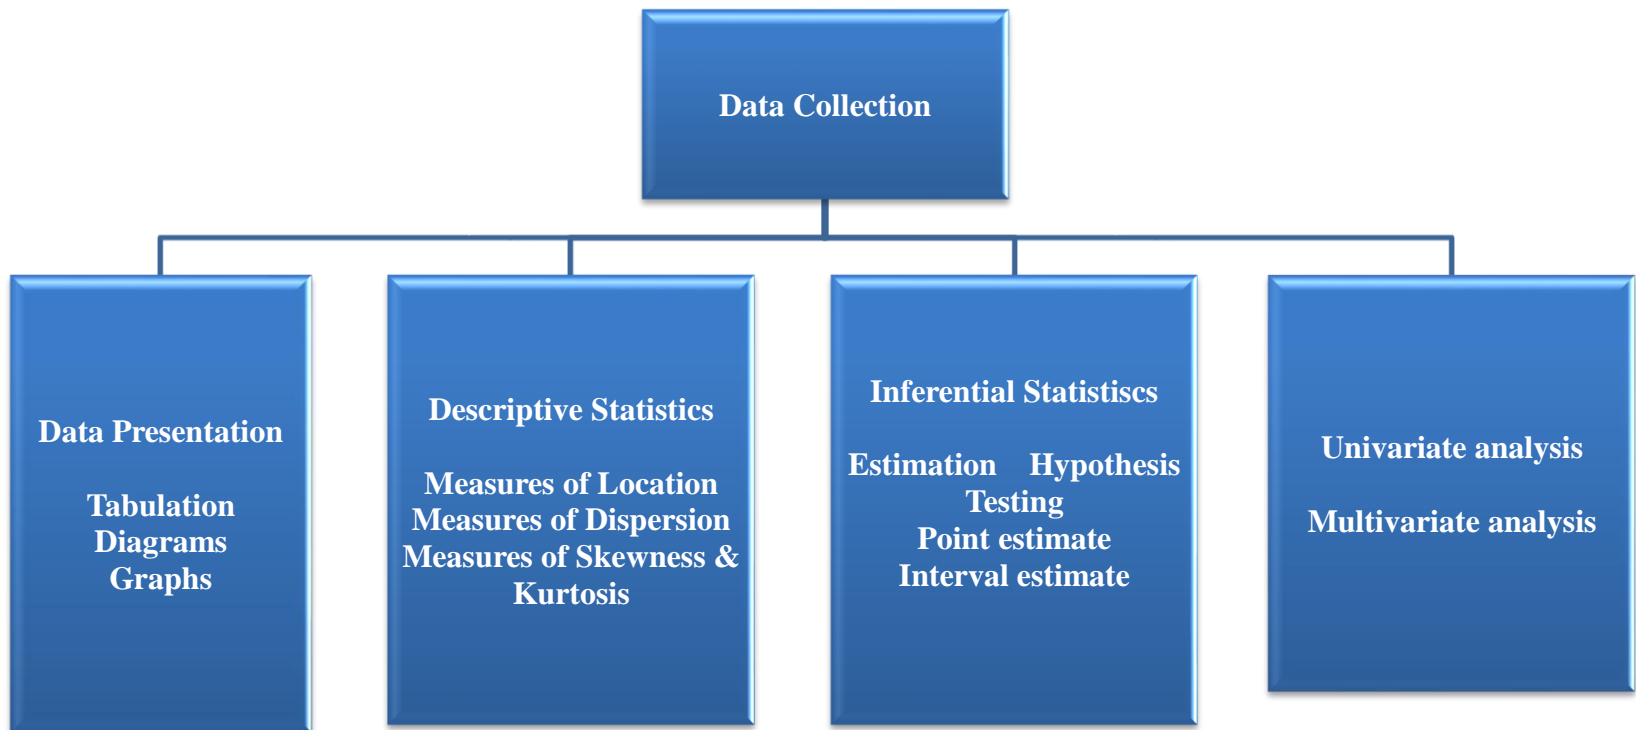 Data Collection
Data Presentation
Tabulation
Diagrams
Graphs
Descriptive Statistics
Measures of Location
Measures of Dispersion
Measures of Skewness &
Kurtosis
Inferential Statistiscs
Estimation Hypothesis
Testing
Point estimate
Interval estimate
Univariate analysis
Multivariate analysis